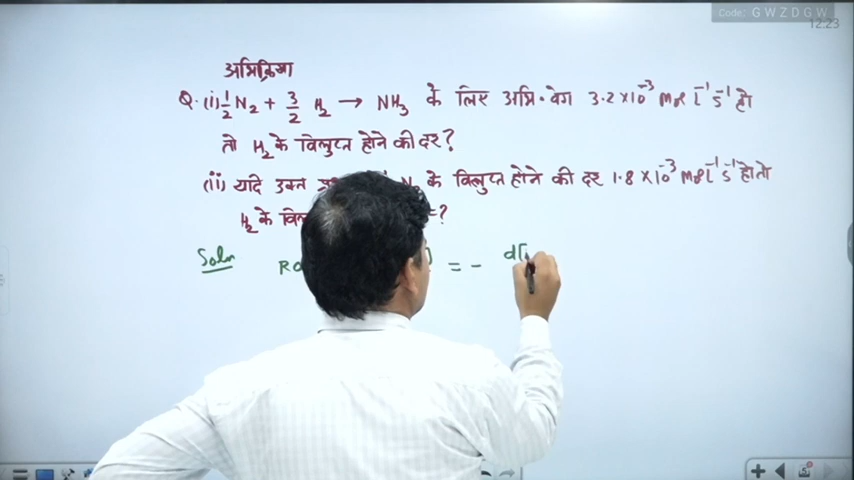 Code: GWZDGW
12:23
अभिक्रिया
Q. (i) ½ N₂ + 3/2 H₂ → NH₃ के लिए अभि. वेग 3.2×10⁻³ mol L⁻¹ S⁻¹ हो
तो H₂ के विलुप्त होने की दर?
(ii) यदि उक्त के विलुप्त होने की दर 1.8×10⁻³ mol L⁻¹ S⁻¹ हो तो
H₂ के ?
Soln = - d[